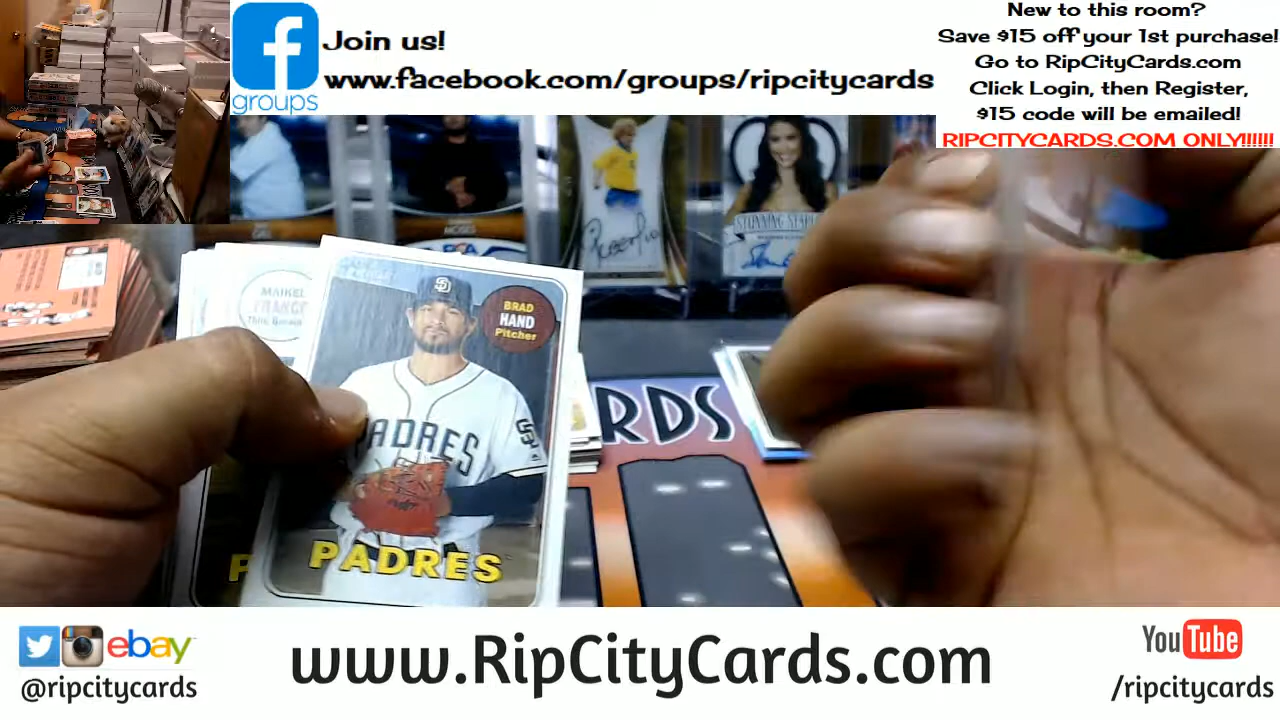 Join us!
www.facebook.com/groups/ripcitycards
groups
New to this room?
Save $15 off your 1st purchase!
Go to RipCityCards.com
Click Login, then Register,
$15 code will be emailed!
RIPCITYCARDS.COM ONLY!!!!!!
MAIKEL
FRANCO
BRAD
HAND
Pitcher
SD
PADRES
PADRES
RDS
ebay
@ripcitycards
www.RipCityCards.com
YouTube
/ripcitycards